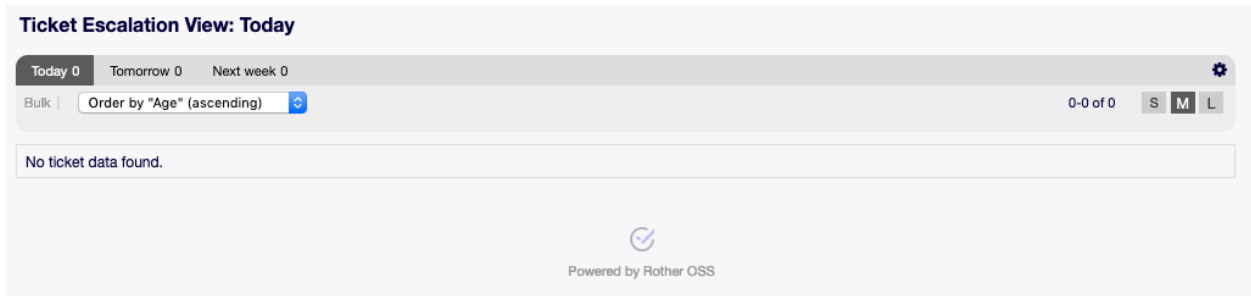 Ticket Escalation View: Today
Today 0 Tomorrow 0 Next week 0
Bulk | Order by "Age" (ascending) 0-0 of 0 S M L
No ticket data found.
Powered by Rother OSS